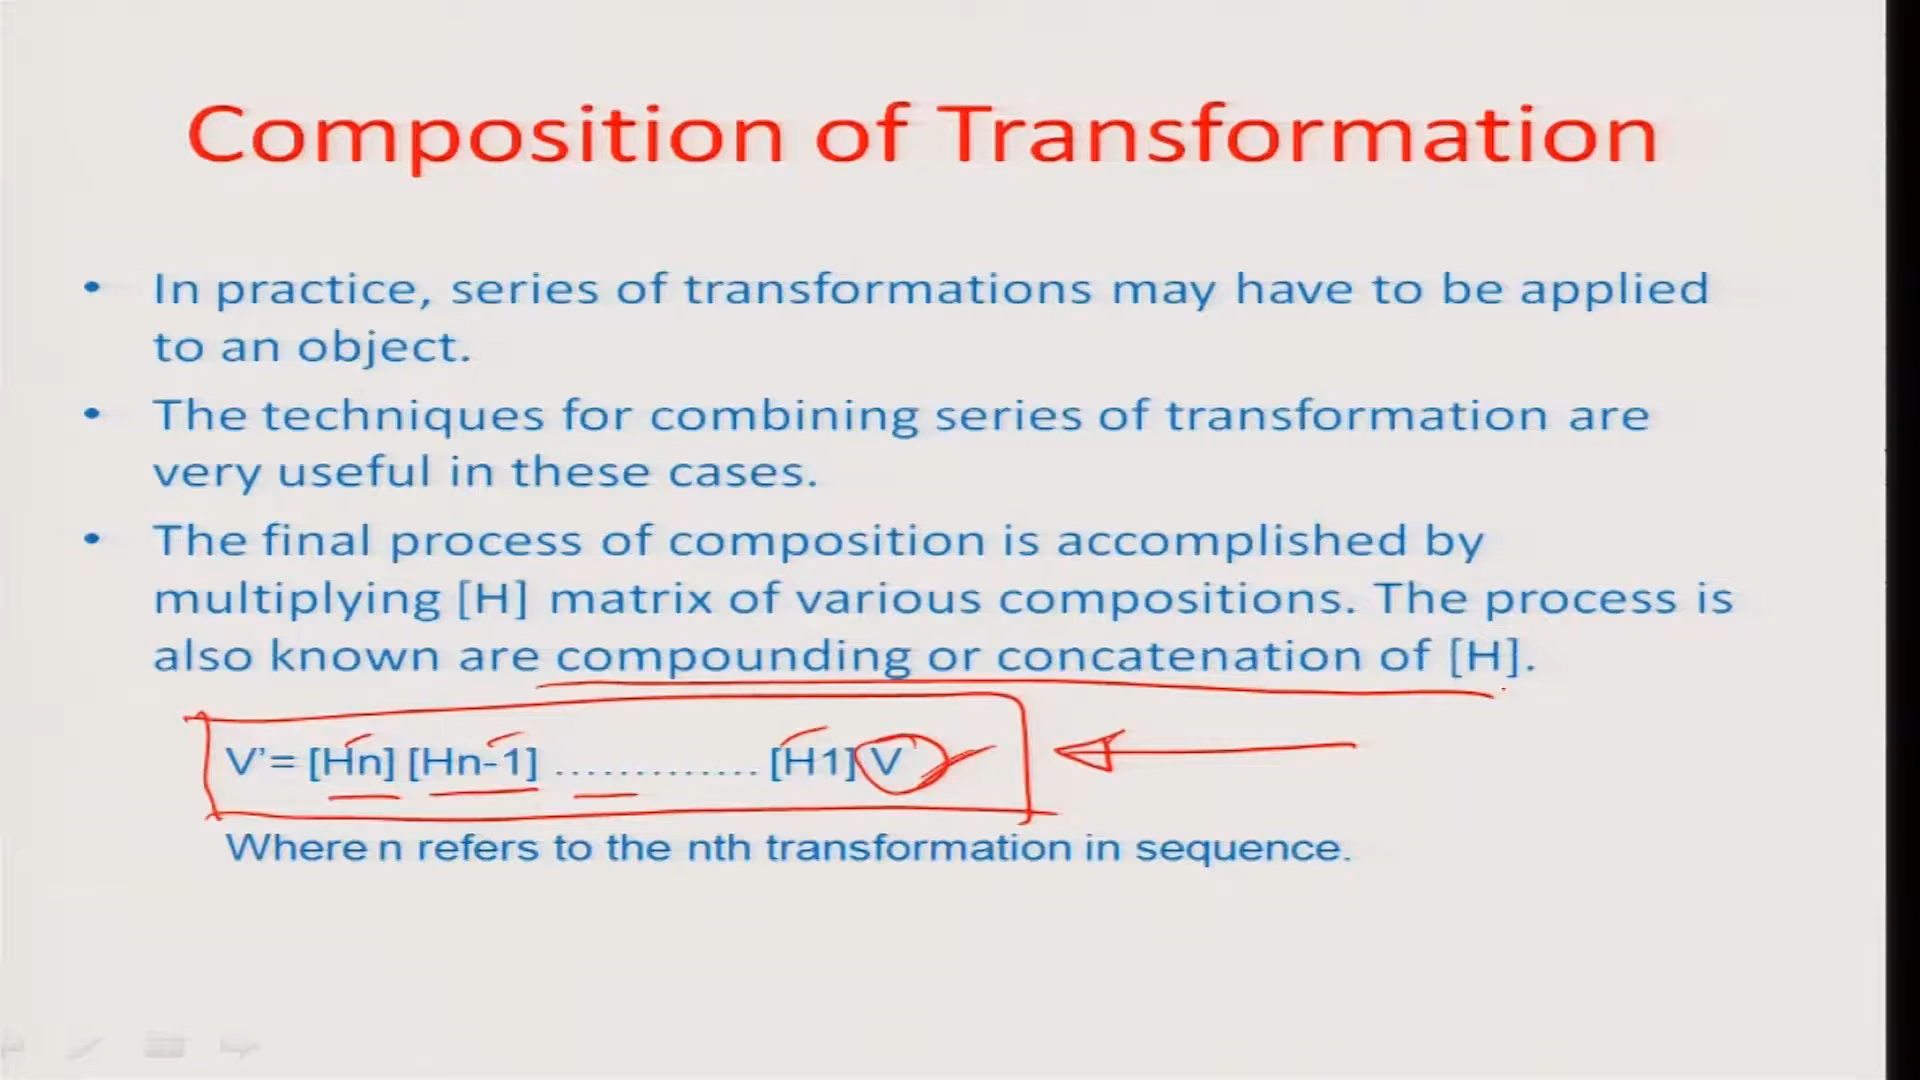 Composition of Transformation
• In practice, series of transformations may have to be applied
to an object.
• The techniques for combining series of transformation are
very useful in these cases.
• The final process of composition is accomplished by
multiplying [H] matrix of various compositions. The process is
also known are compounding or concatenation of [H].
V’= [Hn] [Hn-1] ............. [H1] V
Where n refers to the nth transformation in sequence.